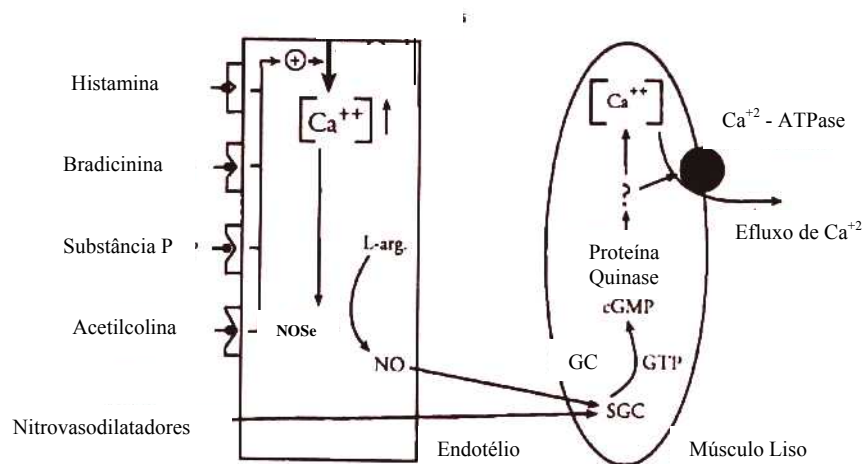 Histamina
Bradicinina
Substância P
Acetilcolina
Nitrovasodilatadores
+
[Ca++]
L-arg.
NOSe
NO
Endotélio
[Ca++]
Ca+2 - ATPase
?
Efluxo de Ca+2
Proteína
Quinase
cGMP
GC
GTP
SGC
Músculo Liso